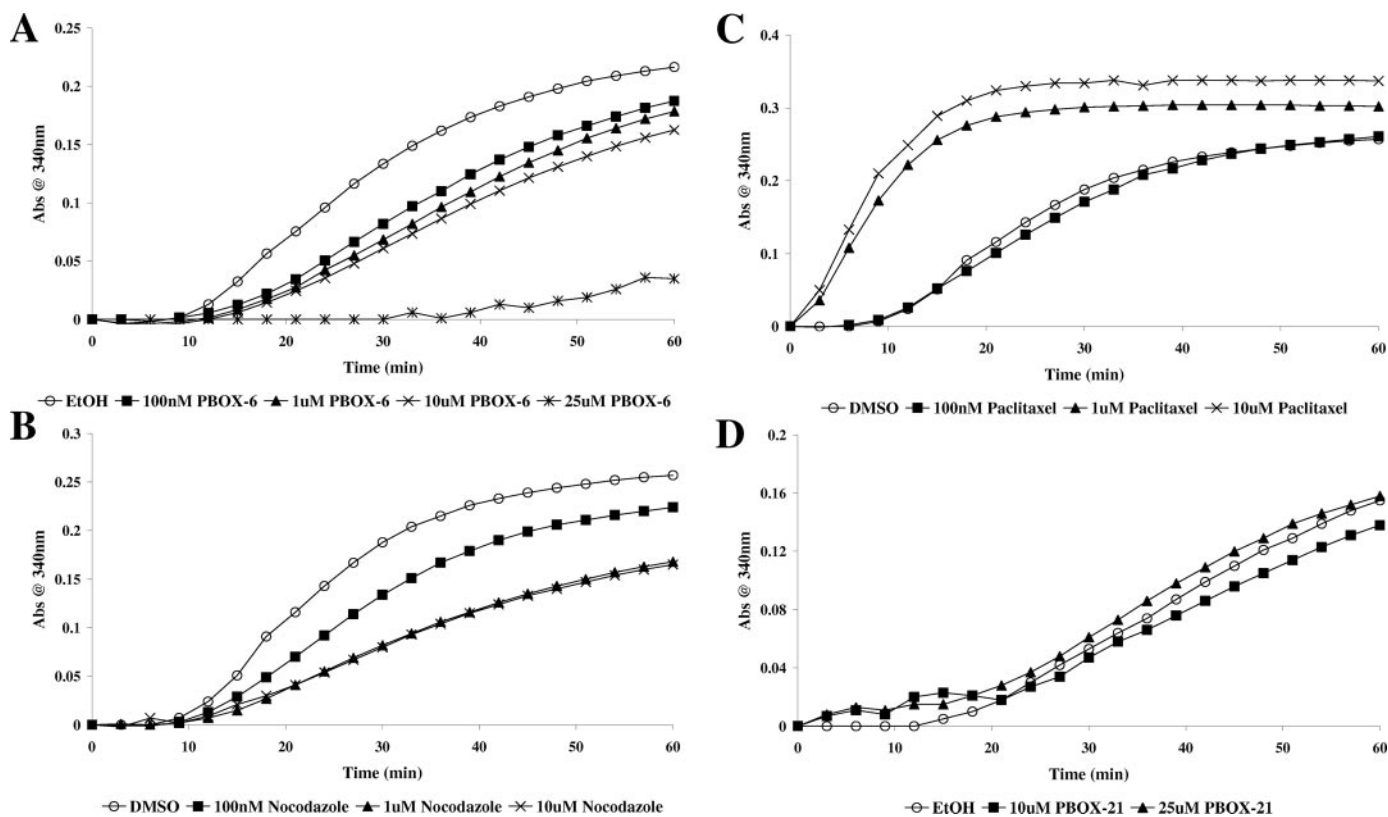 A
0.25
0.2
0.15
0.1
0.05
0
Abs @ 340nm
0 10 20 30 40 50 60
Time (min)
EtOH 100nM PBOX-6 1uM PBOX-6 10uM PBOX-6 25uM PBOX-6
B
0.3
0.25
0.2
0.15
0.1
0.05
0
Abs @ 340nm
0 10 20 30 40 50 60
Time (min)
DMSO 100nM Nocodazole 1uM Nocodazole 10uM Nocodazole
C
0.4
0.3
0.2
0.1
0
Abs @ 340nm
0 10 20 30 40 50 60
Time (min)
DMSO 100nM Paclitaxel 1uM Paclitaxel 10uM Paclitaxel
D
0.2
0.16
0.12
0.08
0.04
0
Abs @ 340nm
0 10 20 30 40 50 60
Time (min)
EtOH 10uM PBOX-21 25uM PBOX-21